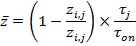 z̄ = (1 − z_{i,j} / z_{i,j}) × τ_j / τ_{on}